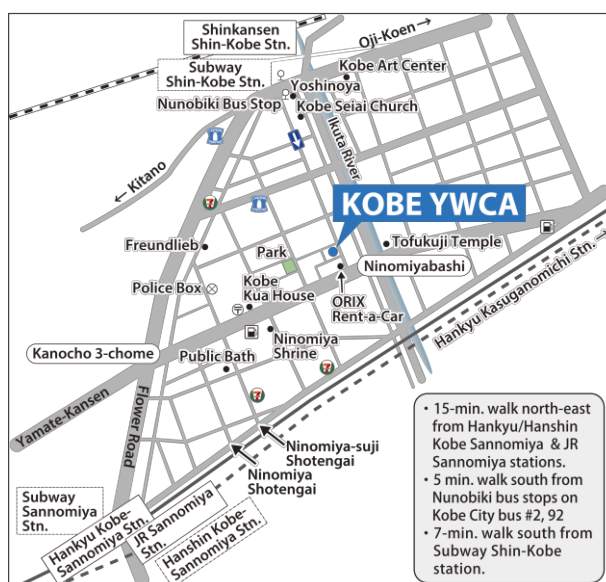 Shinkansen
Shin-Kobe Stn.
Oji-Koen →
Subway
Shin-Kobe Stn.
Kobe Art Center
Yoshinoya
Nunobiki Bus Stop
Kobe Seiai Church
Ikuta River
← Kitano
7
KOBE YWCA
Freundlieb
Park
Tofukuji Temple
Ninomiyabashi
Police Box
Kobe
Kua House
ORIX
Rent-a-Car
Hankyu Kasuganomichi Stn. →
Kanocho 3-chome
Ninomiya
Shrine
Public Bath
7
7
Yamate-Kansen
Flower Road
Ninomiya-suji
Shotengai
Ninomiya
Shotengai
Subway
Sannomiya
Stn.
Hankyu Kobe-
Sannomiya Stn.
JR Sannomiya
Stn.
Hanshin Kobe-
Sannomiya Stn.
• 15-min. walk north-east
from Hankyu/Hanshin
Kobe Sannomiya & JR
Sannomiya stations.
• 5 min. walk south from
Nunobiki bus stops on
Kobe City bus #2, 92
• 7-min. walk south from
Subway Shin-Kobe
station.